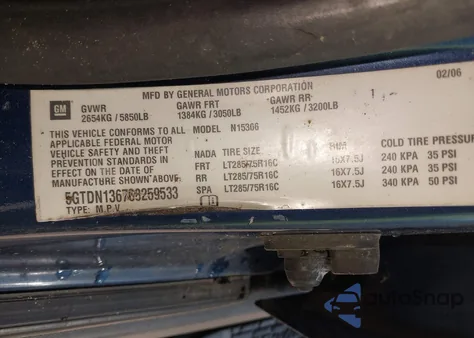 02/06
MFD BY GENERAL MOTORS CORPORATION
GM GVWR GAWR FRT GAWR RR
2654KG / 5850LB 1384KG / 3050LB 1452KG / 3200LB
THIS VEHICLE CONFORMS TO ALL MODEL N15366
APPLICABLE FEDERAL MOTOR
VEHICLE SAFETY AND THEFT NADA TIRE SIZE RIM COLD TIRE PRESSUR
PREVENTION STANDARDS IN FRT LT285/75R16C 16X7.5J 240 KPA 35 PSI
EFFECT ON THE DATE OF RR LT285/75R16C 16X7.5J 240 KPA 35 PSI
MANUFACTURE SHOWN ABOVE. SPA LT285/75R16C 16X7.5J 340 KPA 50 PSI
TYPE: M.P.V.
autoSnap